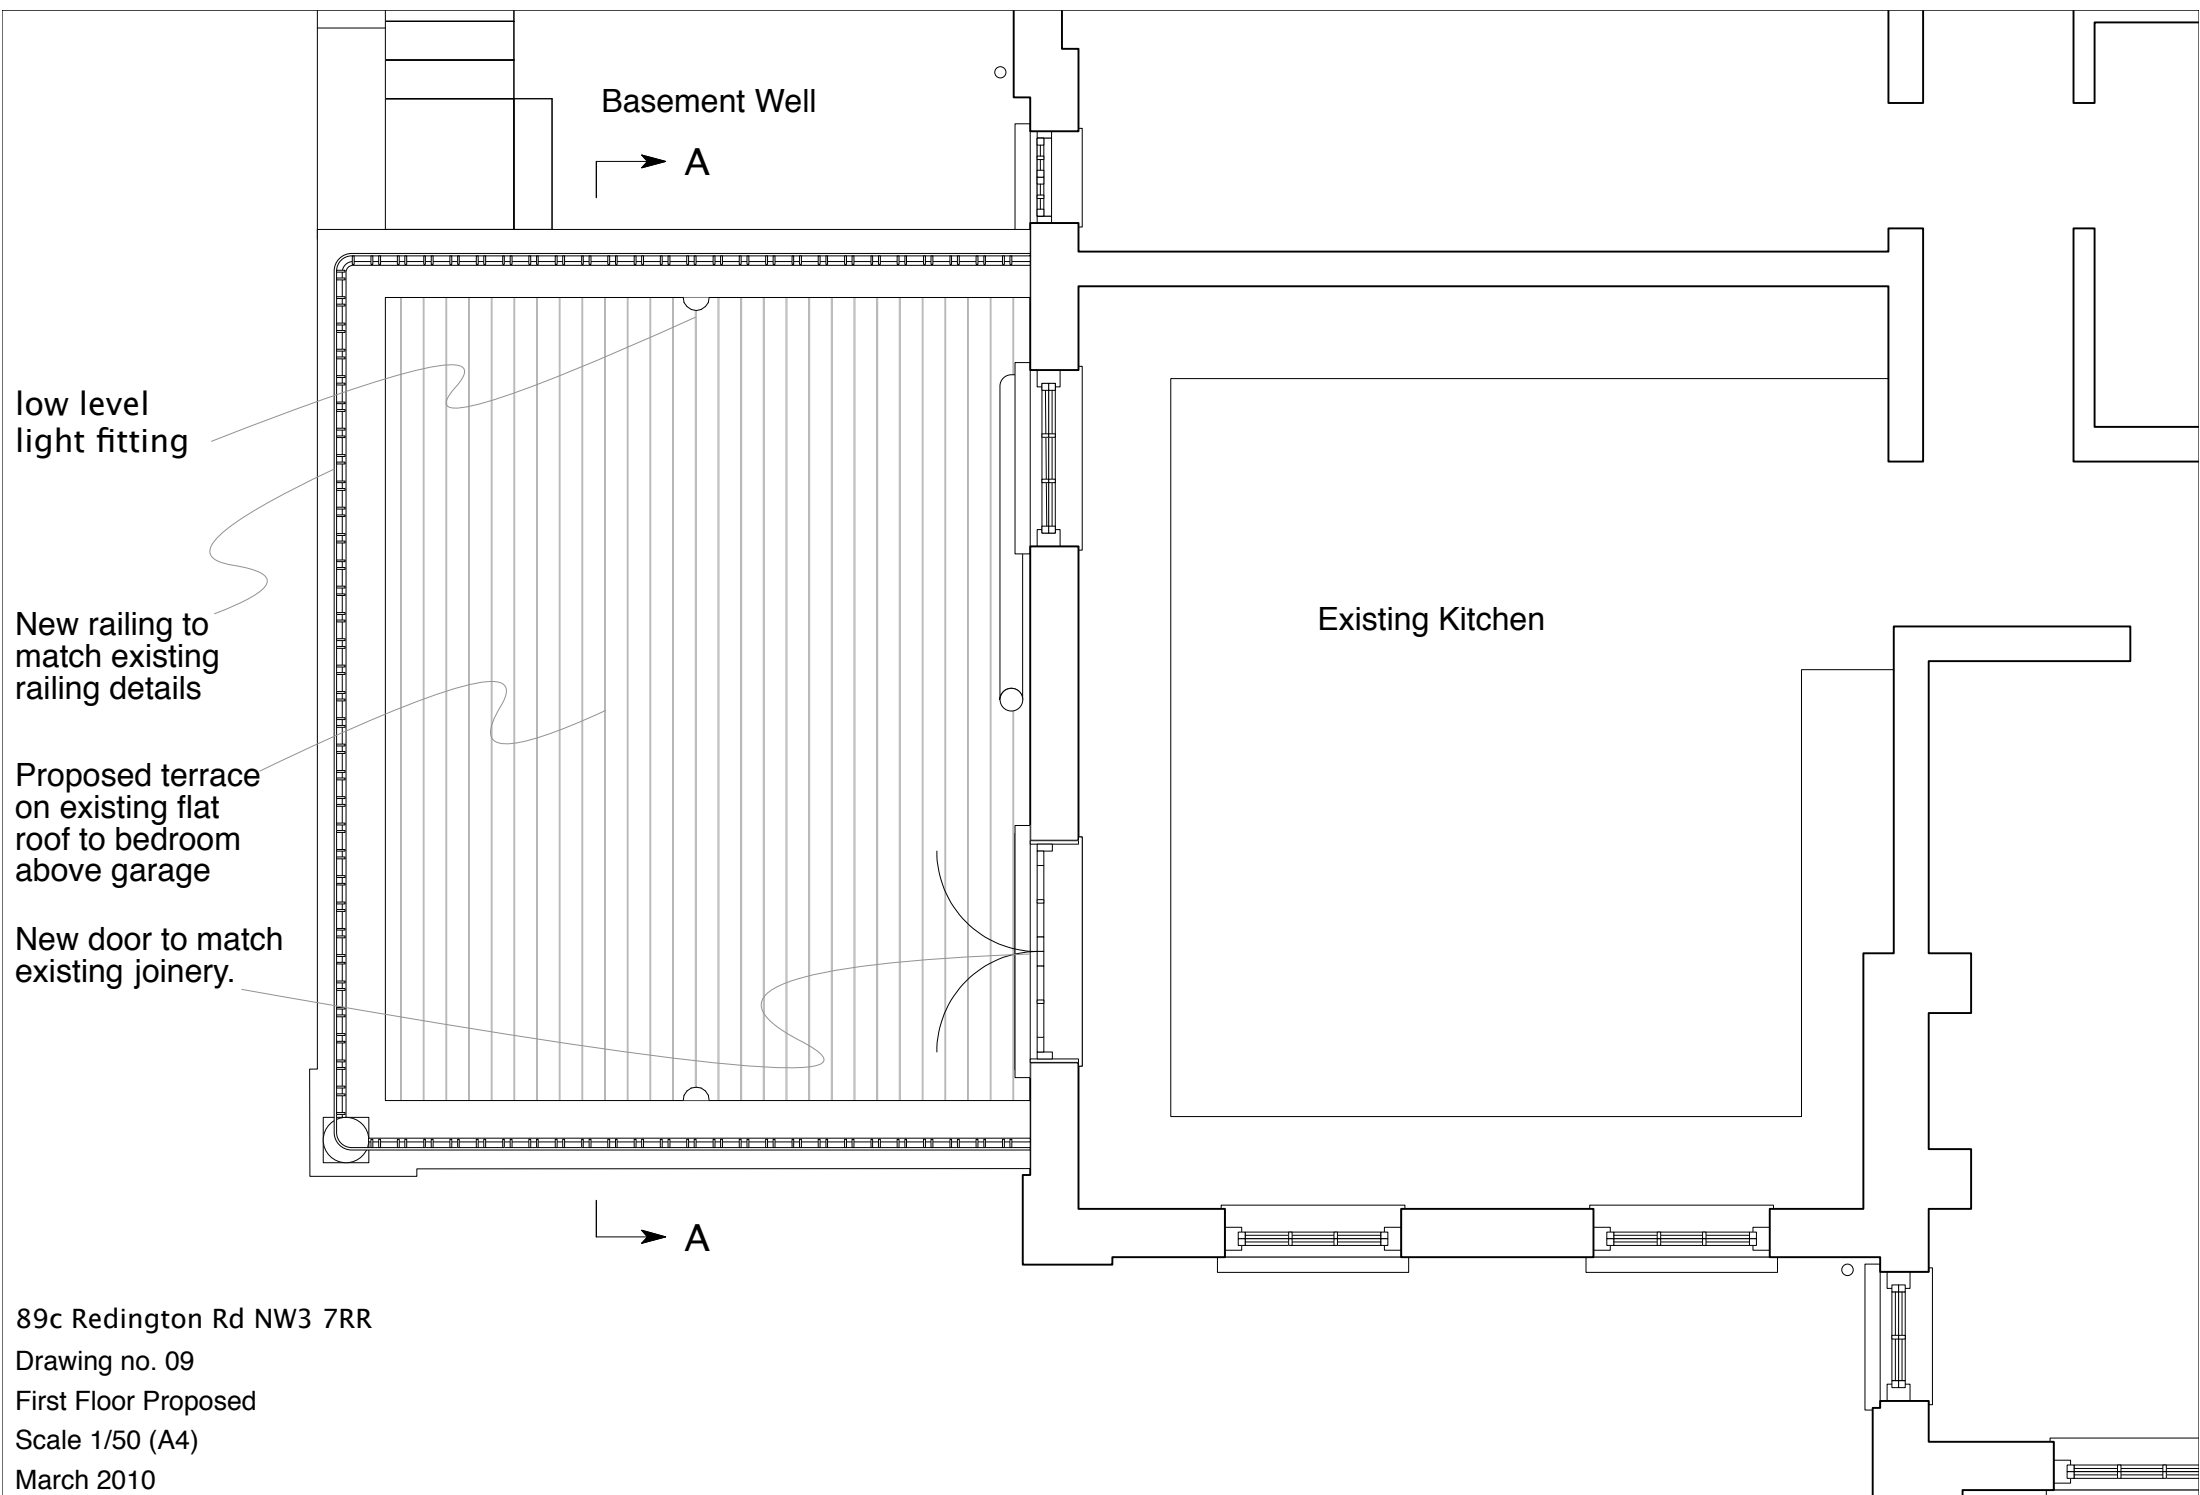 Basement Well
A
low level
light fitting
Existing Kitchen
New railing to
match existing
railing details
Proposed terrace
on existing flat
roof to bedroom
above garage
New door to match
existing joinery.
A
89c Redington Rd NW3 7RR
Drawing no. 09
First Floor Proposed
Scale 1/50 (A4)
March 2010